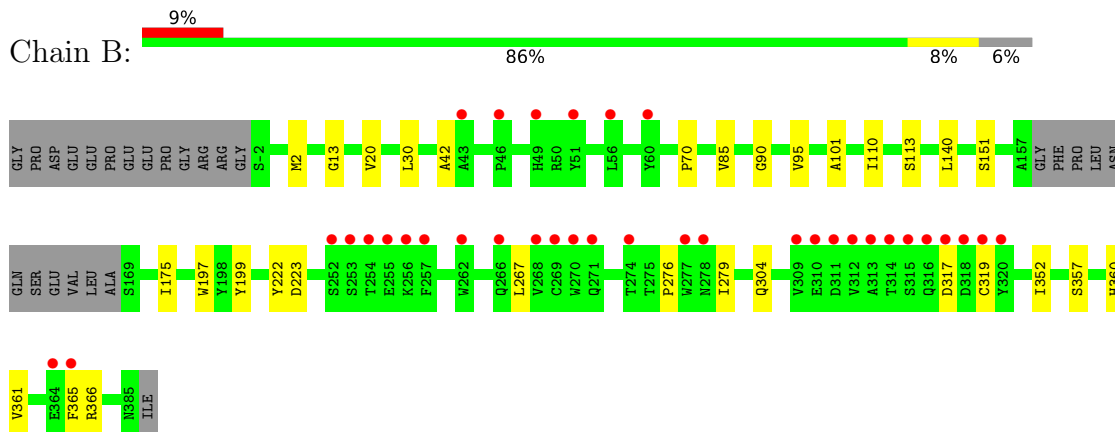 9%
Chain B:
86%
8%
6%
GLY PRO ASP GLU GLU PRO GLU GLU PRO GLY ARG ARG GLY S-2 M2 G13 V20 L30 A42 A43 P46 H49 R50 Y51 L56 Y60 P70 V85 G90 V95 A101 I110 S113 L140 S151 A157 GLY PHE PRO LEU ASN
GLN SER GLU VAL LEU ALA S169 I175 W197 Y198 Y199 Y222 D223 S252 S253 T254 E255 K256 F257 W262 Q266 L267 V268 C269 W270 Q271 T274 T275 P276 W277 N278 I279 Q304 V309 E310 D311 V312 A313 T314 S315 Q316 D317 D318 C319 Y320 I352 S357 H360
V361 E364 F365 R366 N385 ILE